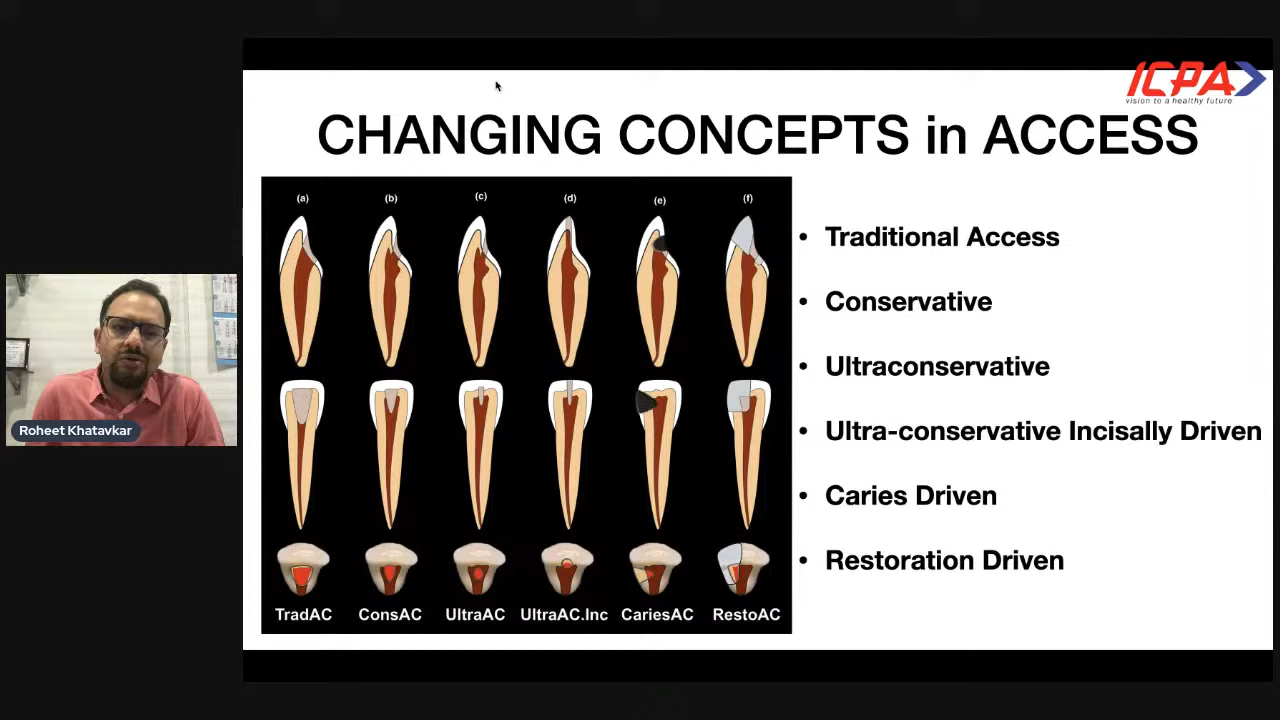 ICPA
vision to a healthy future
CHANGING CONCEPTS in ACCESS
(a) (b) (c) (d) (e) (f)
TradAC ConsAC UltraAC UltraAC.Inc CariesAC RestoAC
• Traditional Access
• Conservative
• Ultraconservative
• Ultra-conservative Incisally Driven
• Caries Driven
• Restoration Driven
Roheet Khatavkar